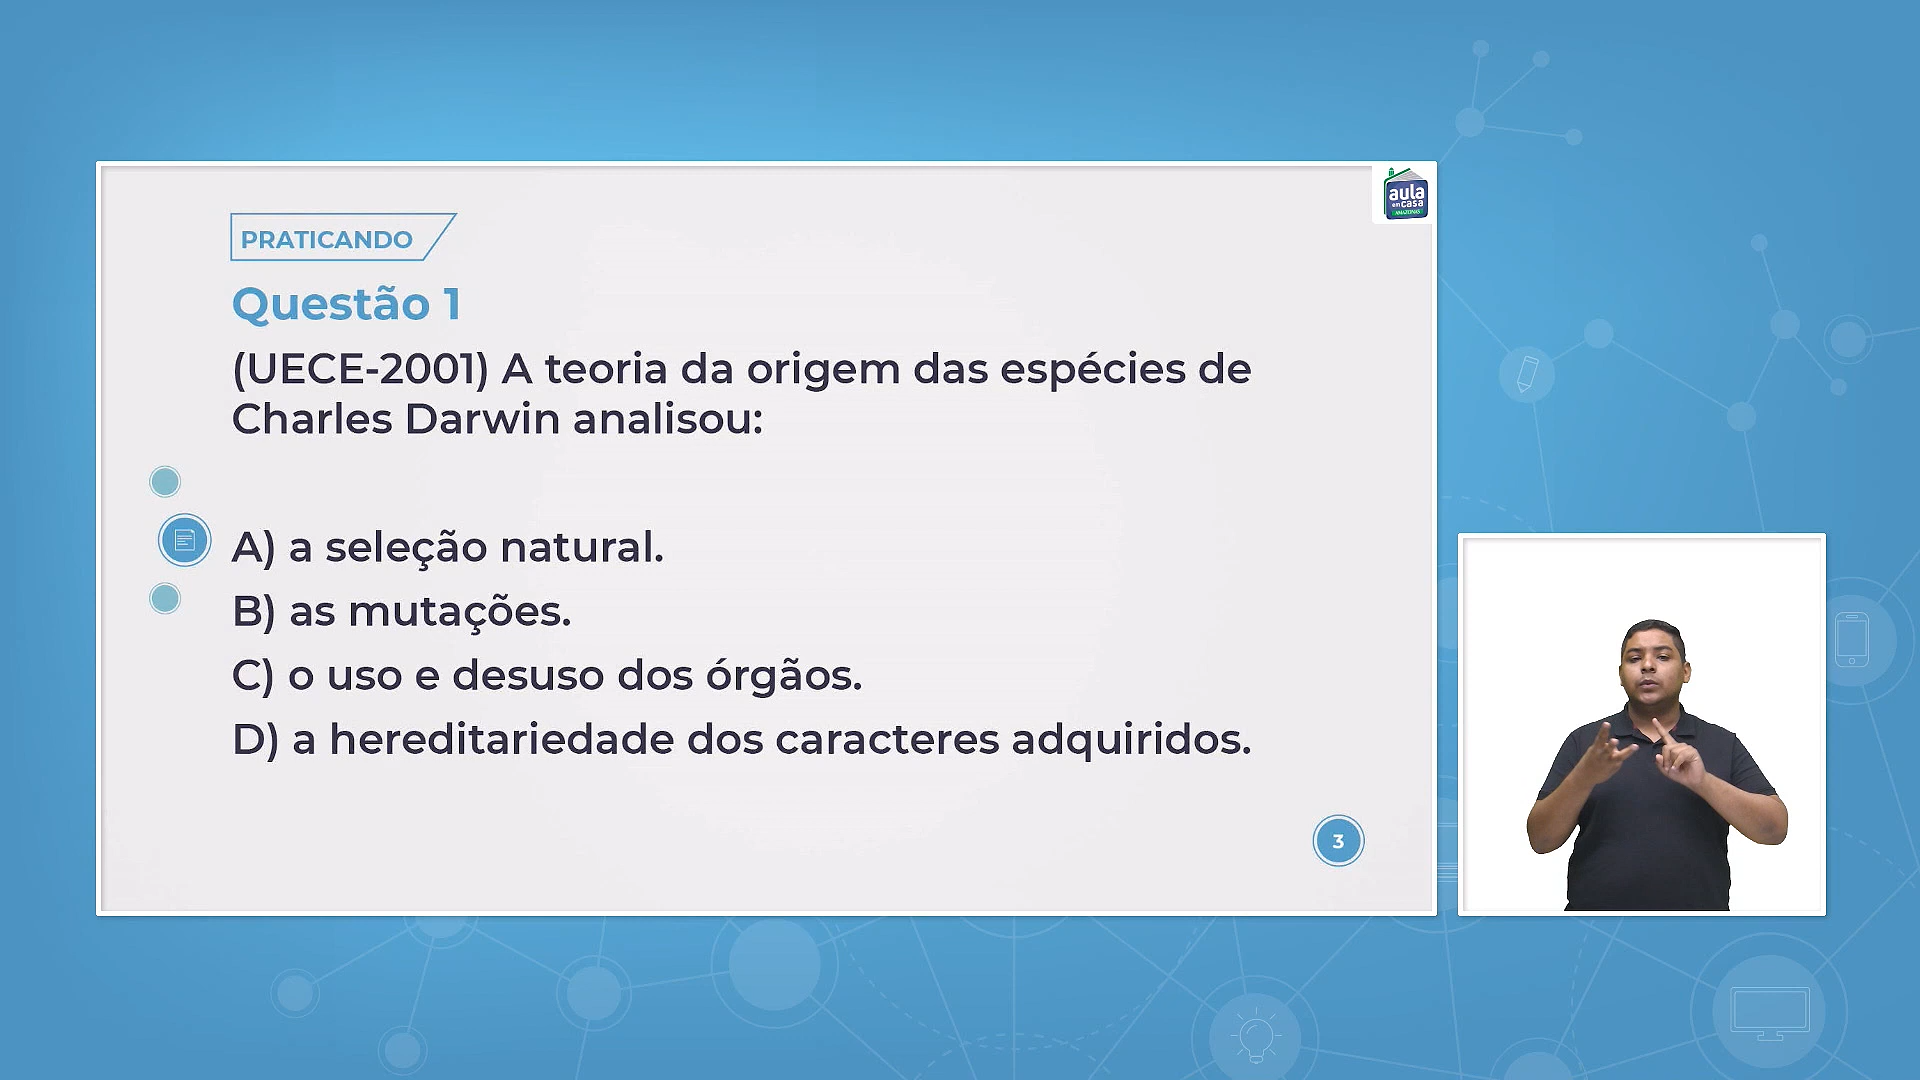 aula
em casa
AMAZONAS
PRATICANDO
Questão 1
(UECE-2001) A teoria da origem das espécies de
Charles Darwin analisou:
A) a seleção natural.
B) as mutações.
C) o uso e desuso dos órgãos.
D) a hereditariedade dos caracteres adquiridos.
3